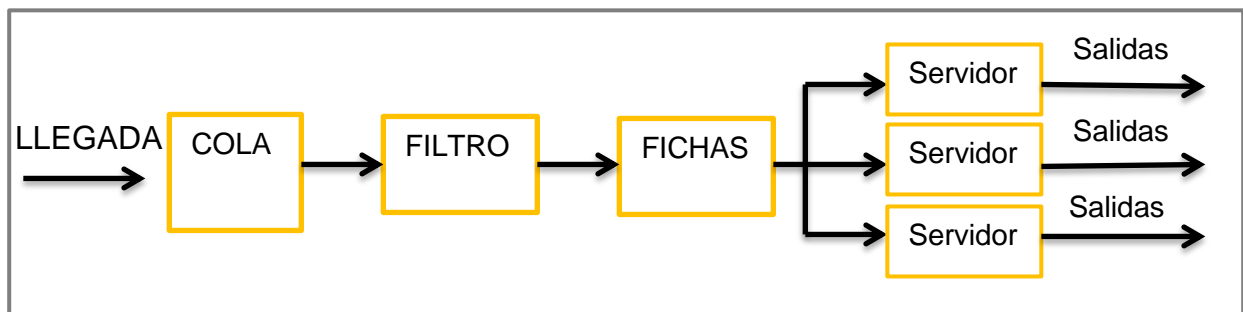 LLEGADA
COLA
FILTRO
FICHAS
Servidor
Salidas
Servidor
Salidas
Servidor
Salidas